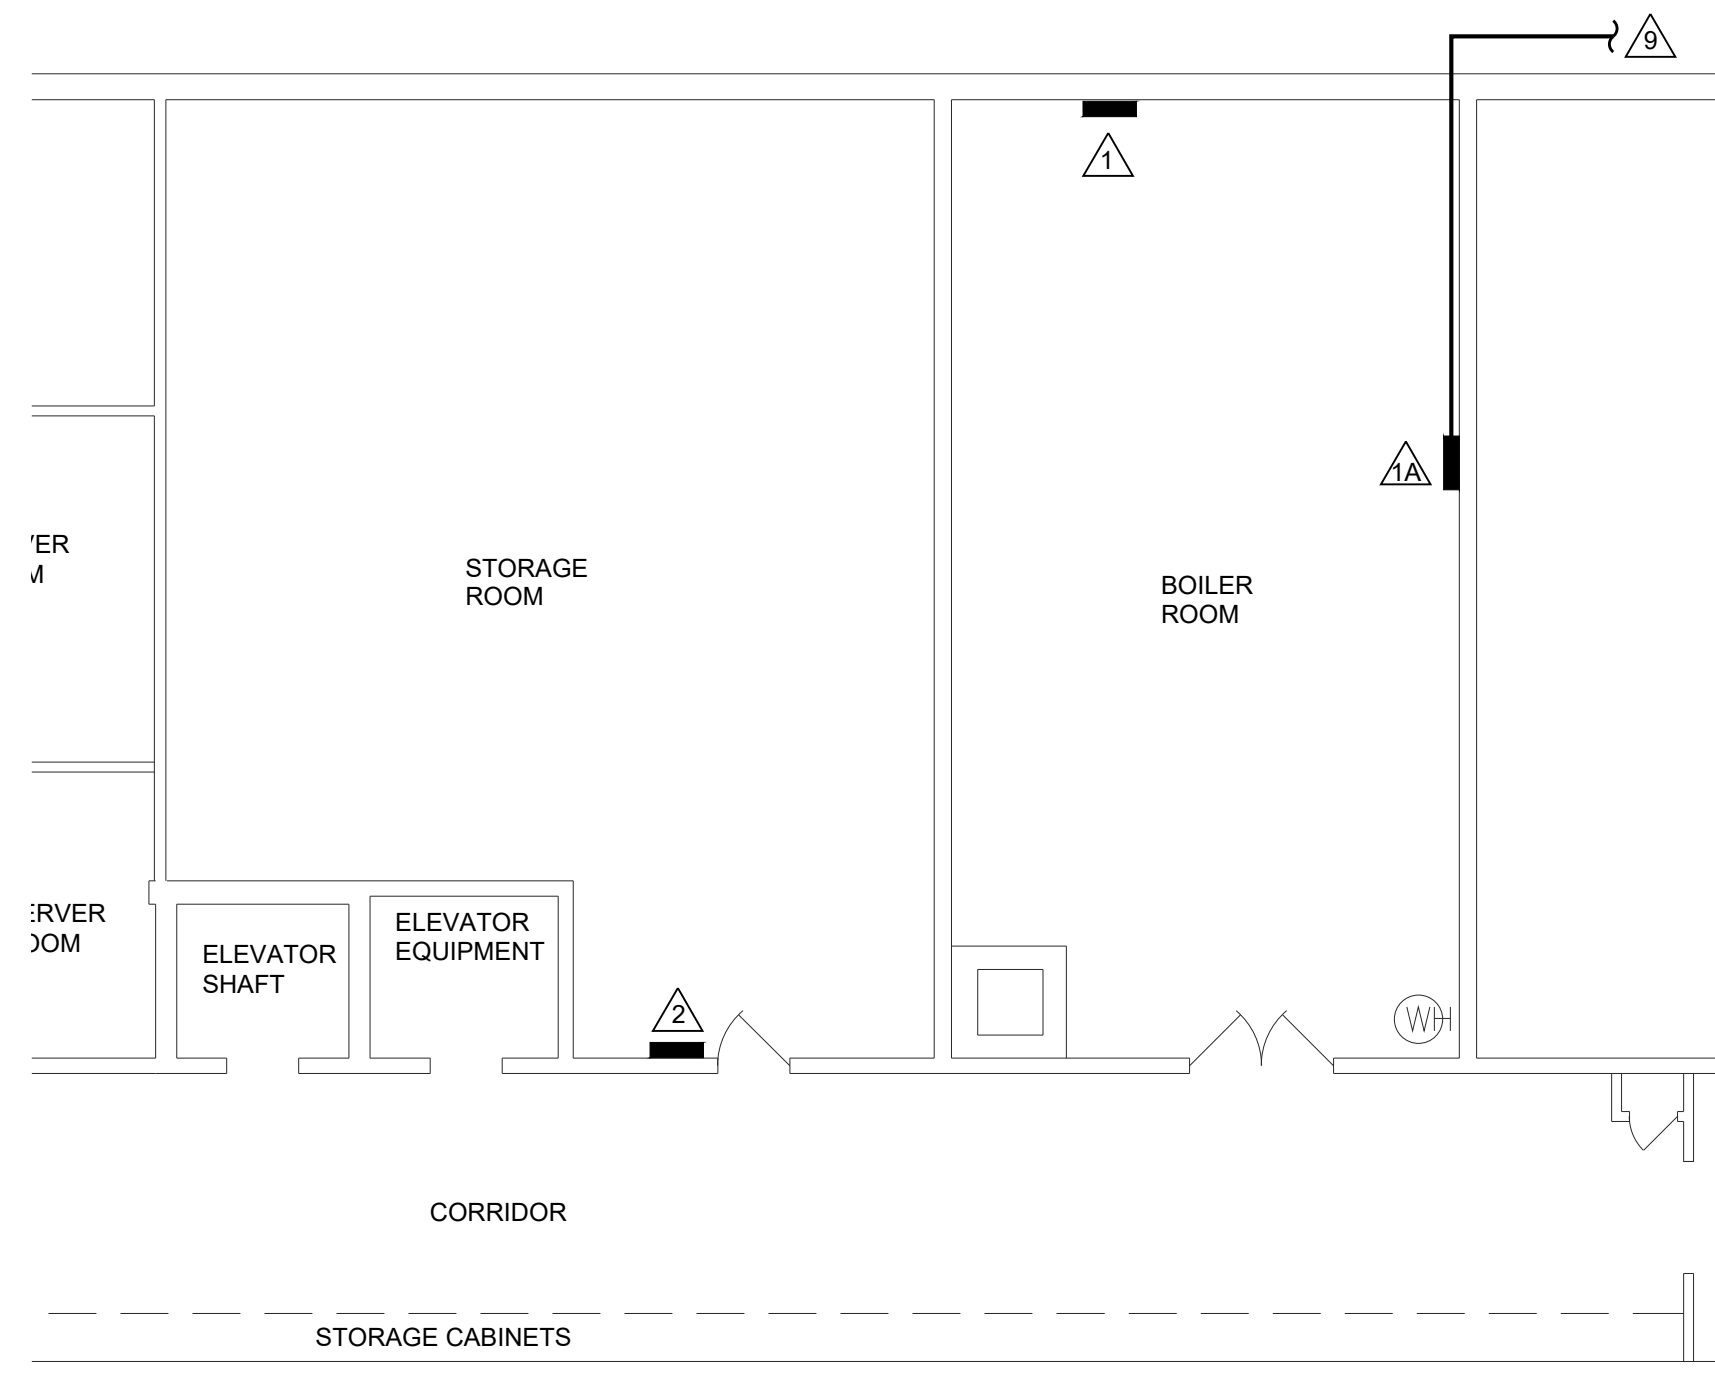 9
1
1A
STORAGE
ROOM
BOILER
ROOM
ELEVATOR
SHAFT
ELEVATOR
EQUIPMENT
2
WH
CORRIDOR
STORAGE CABINETS